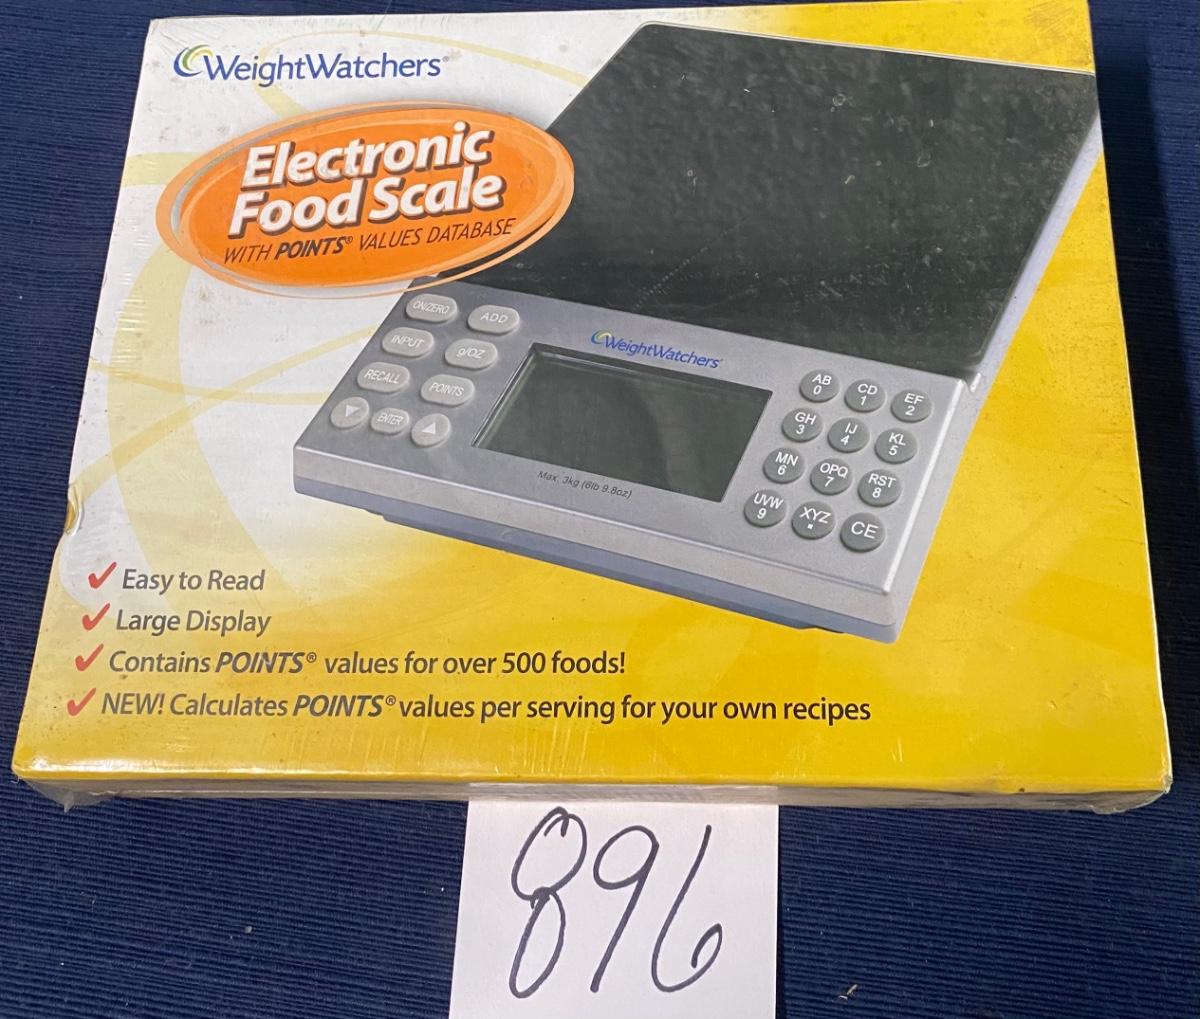 WeightWatchers®
Electronic
Food Scale
WITH POINTS® VALUES DATABASE
ON/ZERO
ADD
INPUT
g/OZ
RECALL
POINTS
ENTER
WeightWatchers
Max. 3kg (6lb 9.8oz)
AB
0
CD
1
EF
2
GH
3
IJ
4
KL
5
MN
6
OPQ
7
RST
8
UVW
9
XYZ
.
CE
Easy to Read
Large Display
Contains POINTS® values for over 500 foods!
NEW! Calculates POINTS® values per serving for your own recipes
896